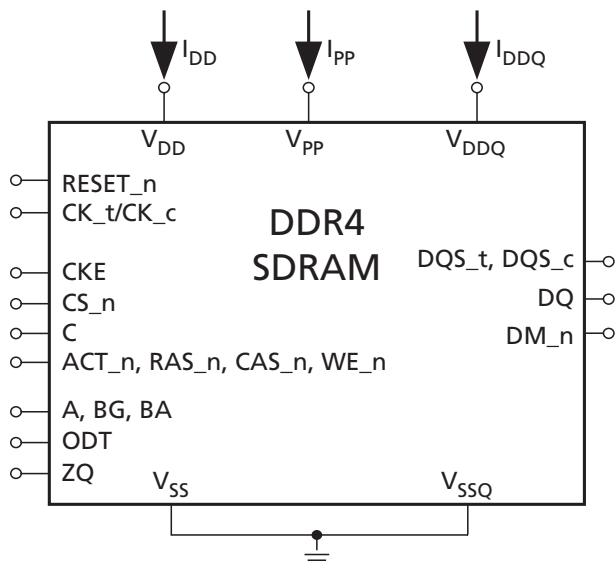 I_DD I_PP I_DDQ
V_DD V_PP V_DDQ
RESET_n
CK_t/CK_c
DDR4
SDRAM
CKE
CS_n
C
ACT_n, RAS_n, CAS_n, WE_n
A, BG, BA
ODT
ZQ
DQS_t, DQS_c
DQ
DM_n
V_SS V_SSQ